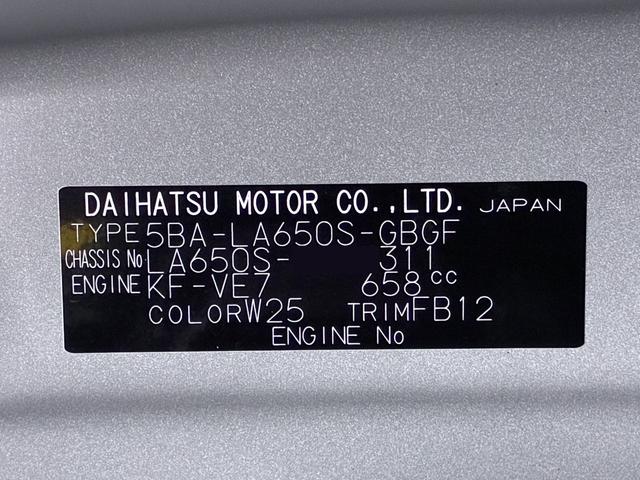 DAIHATSU MOTOR CO.,LTD. JAPAN
TYPE 5BA-LA650S-GBGF
CHASSIS No LA650S- 311
ENGINE KF-VE7 658 cc
COLOR W25 TRIM FB12
ENGINE No